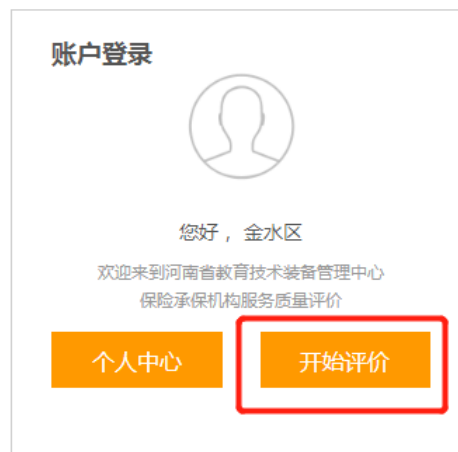 账户登录
您好，金水区
欢迎来到河南省教育技术装备管理中心
保险承保机构服务质量评价
个人中心
开始评价